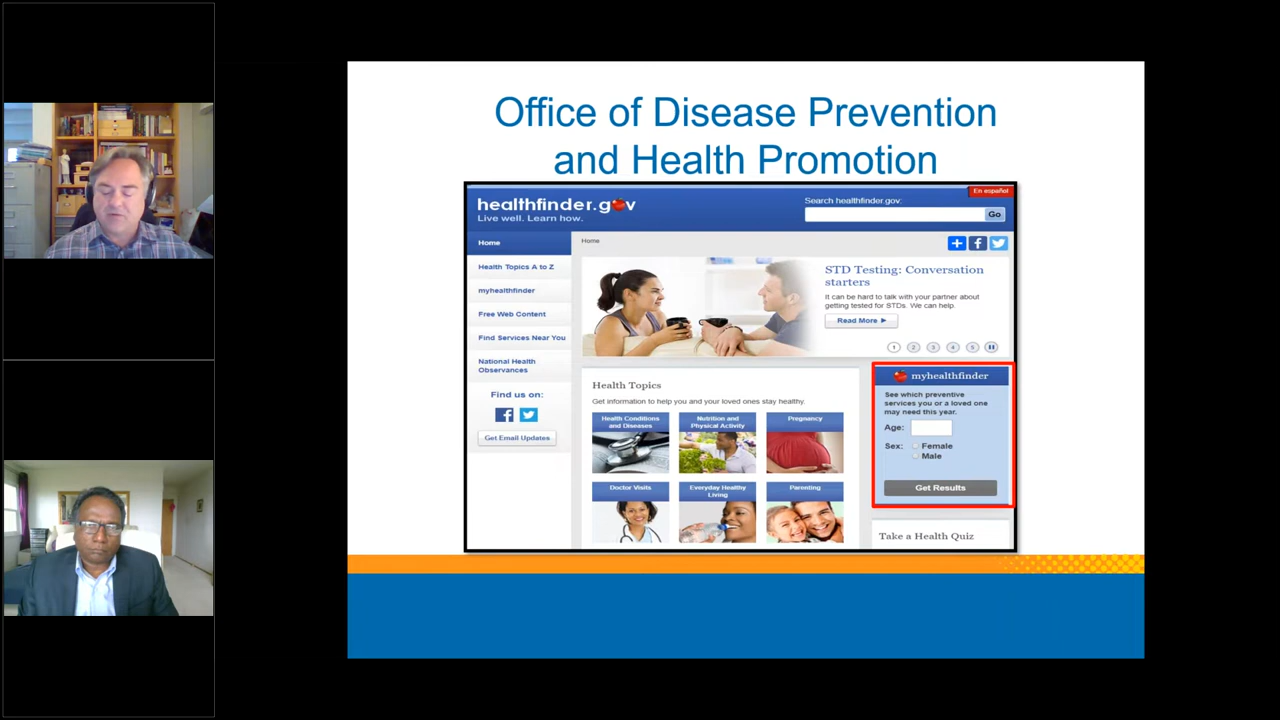 Office of Disease Prevention
and Health Promotion
En español
healthfinder.gov
Live well. Learn how.
Search healthfinder.gov:
Go
Home
Health Topics A to Z
myhealthfinder
Free Web Content
Find Services Near You
National Health
Observances
Find us on:
Get Email Updates
Home
STD Testing: Conversation
starters
It can be hard to talk with your partner about
getting tested for STDs. We can help.
Read More
1 2 3 4 5
Health Topics
Get information to help you and your loved ones stay healthy.
Health Conditions
and Diseases
Nutrition and
Physical Activity
Pregnancy
Doctor Visits
Everyday Healthy
Living
Parenting
myhealthfinder
See which preventive
services you or a loved one
may need this year.
Age:
Sex: Female
Male
Get Results
Take a Health Quiz